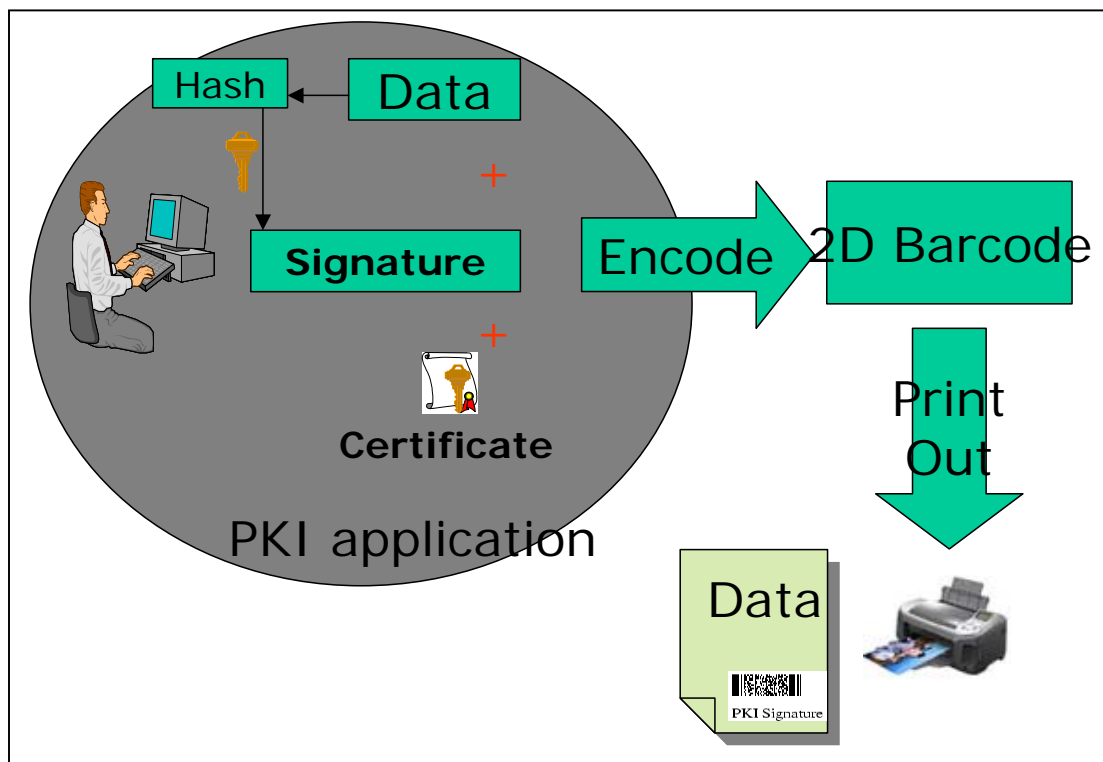 Hash
Data
+
Signature
Encode
2D Barcode
+
Certificate
PKI application
Print
Out
Data
PKI Signature